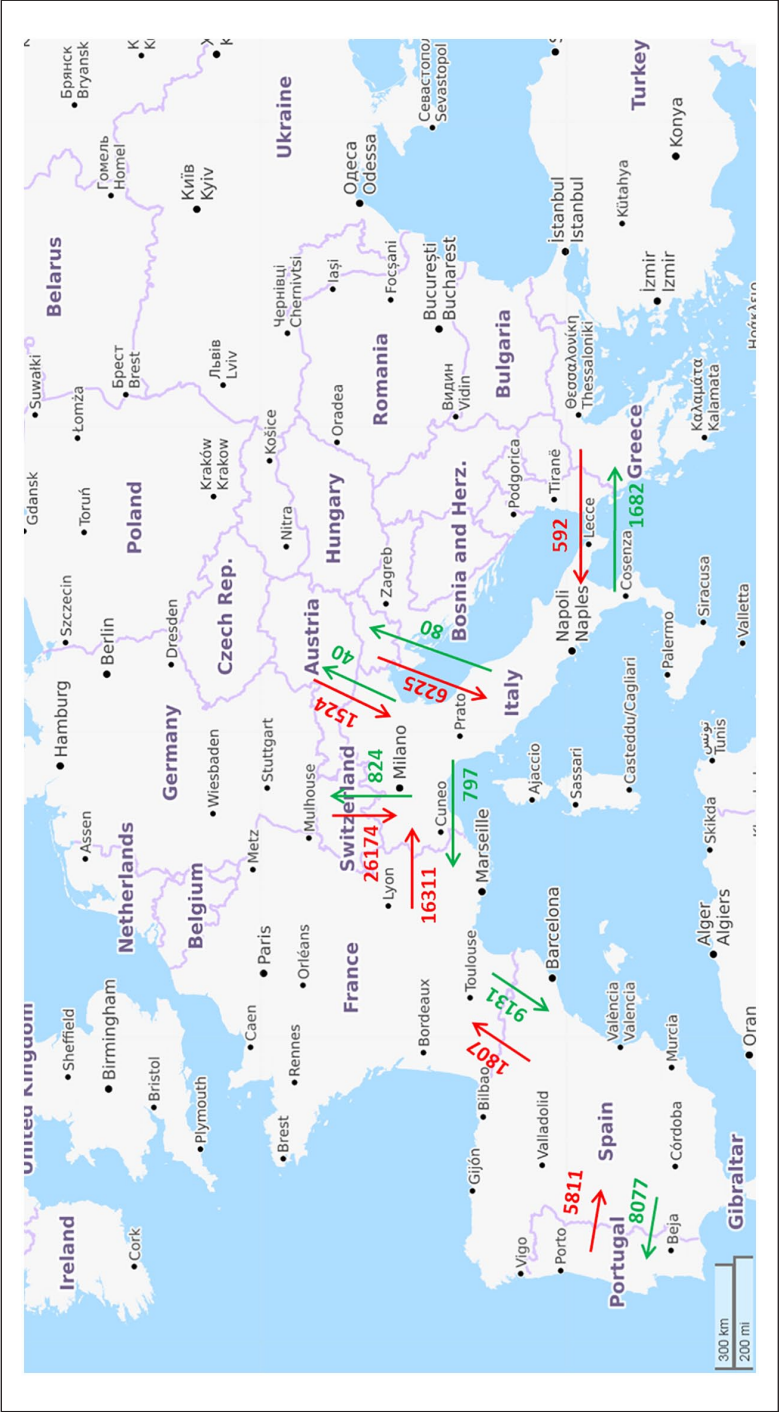 Ireland
Cork
United Kingdom
Sheffield
Birmingham
Bristol
Plymouth
Netherlands
Assen
Hamburg
Szczecin
Berlin
Gdansk
Toruń
Łomża
Suwałki
Брянск
Bryansk
Гомель
Homel
Belarus
Брест
Brest
Poland
Dresden
Germany
Belgium
Wiesbaden
Київ
Kyiv
Львів
Lviv
Kraków
Krakow
Czech Rep.
Caen
Paris
Metz
Stuttgart
Nitra
Košice
Чернівці
Chernivtsi
Ukraine
Brest
Rennes
Orléans
Mulhouse
Austria
Hungary
Oradea
Iași
Одеса
Odessa
France
Switzerland
1524
40
Lyon
26174
824
Milano
Zagreb
Romania
Focșani
Севастополь
Sevastopol
Bordeaux
16311
Cuneo
6225
80
Bosnia and Herz.
Видин
Vidin
București
Bucharest
Gijón
Bilbao
1807
Toulouse
9131
Marseille
797
Prato
Italy
Podgorica
Bulgaria
Vigo
Valladolid
Barcelona
Ajaccio
Napoli
Naples
592
Tiranë
Θεσσαλονίκη
Thessaloniki
İstanbul
Istanbul
Porto
5811
Spain
València
Valencia
Sassari
Lecce
Kütahya
Turkey
Portugal
8077
Casteddu/Cagliari
Cosenza
1682
Greece
İzmir
Izmir
Konya
Beja
Córdoba
Murcia
Palermo
Siracusa
Καλαμάτα
Kalamata
Gibraltar
Oran
Alger
Algiers
Skikda
تونس
Tunis
Valletta
300 km
200 mi